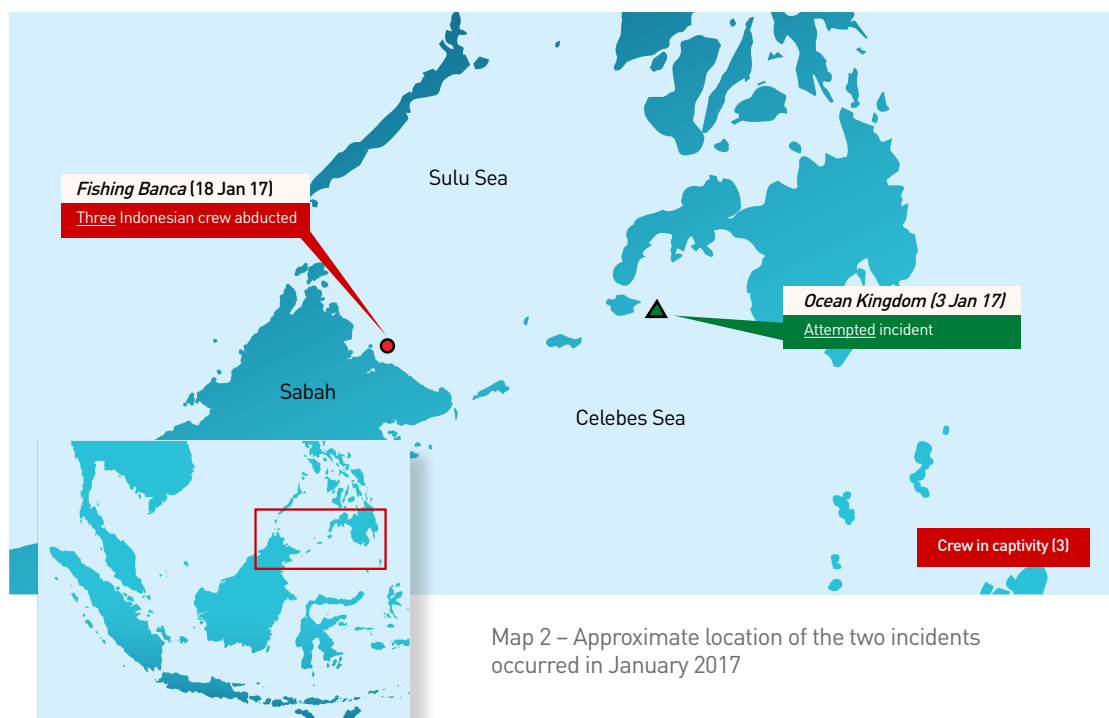 Sulu Sea
Fishing Banca (18 Jan 17)
Three Indonesian crew abducted
Ocean Kingdom (3 Jan 17)
Attempted incident
Sabah
Celebes Sea
Crew in captivity (3)
Map 2 – Approximate location of the two incidents
occurred in January 2017